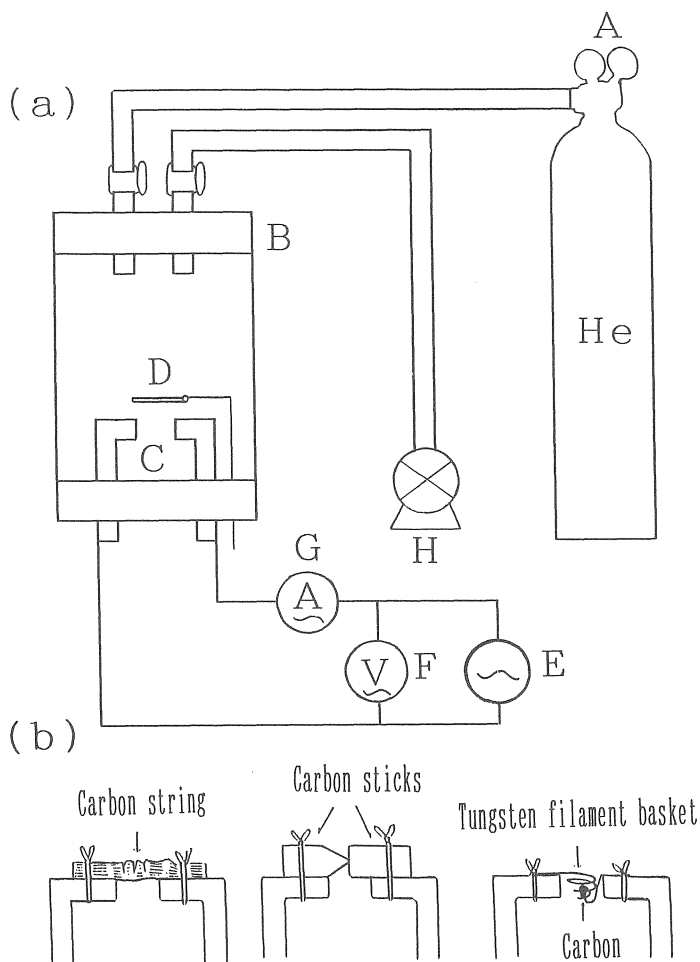 A
(a)
B
He
D
C
G
H
A
V
F
E
(b)
Carbon string
Carbon sticks
Tungsten filament basket
Carbon